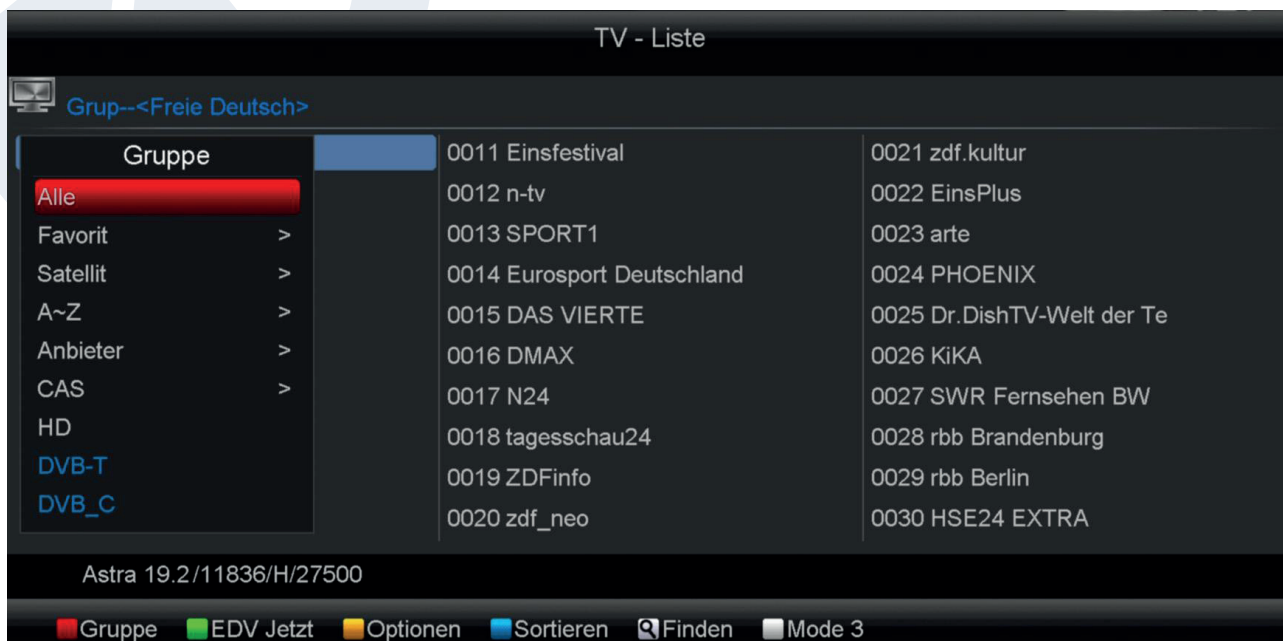 TV - Liste
Grup--<Freie Deutsch>
Gruppe
Alle
Favorit >
Satellit >
A~Z >
Anbieter >
CAS >
HD
DVB-T
DVB_C
0011 Einsfestival
0012 n-tv
0013 SPORT1
0014 Eurosport Deutschland
0015 DAS VIERTE
0016 DMAX
0017 N24
0018 tagesschau24
0019 ZDFinfo
0020 zdf_neo
0021 zdf.kultur
0022 EinsPlus
0023 arte
0024 PHOENIX
0025 Dr.DishTV-Welt der Te
0026 KiKA
0027 SWR Fernsehen BW
0028 rbb Brandenburg
0029 rbb Berlin
0030 HSE24 EXTRA
Astra 19.2/11836/H/27500
Gruppe EDV Jetzt Optionen Sortieren Finden Mode 3